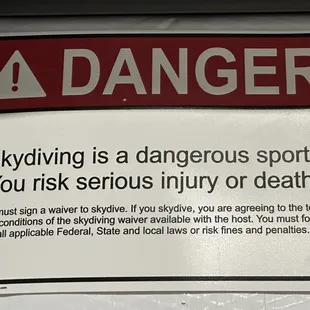 DANGER
kydiving is a dangerous sport
ou risk serious injury or death
must sign a waiver to skydive. If you skydive, you are agreeing to the te
conditions of the skydiving waiver available with the host. You must fo
all applicable Federal, State and local laws or risk fines and penalties.